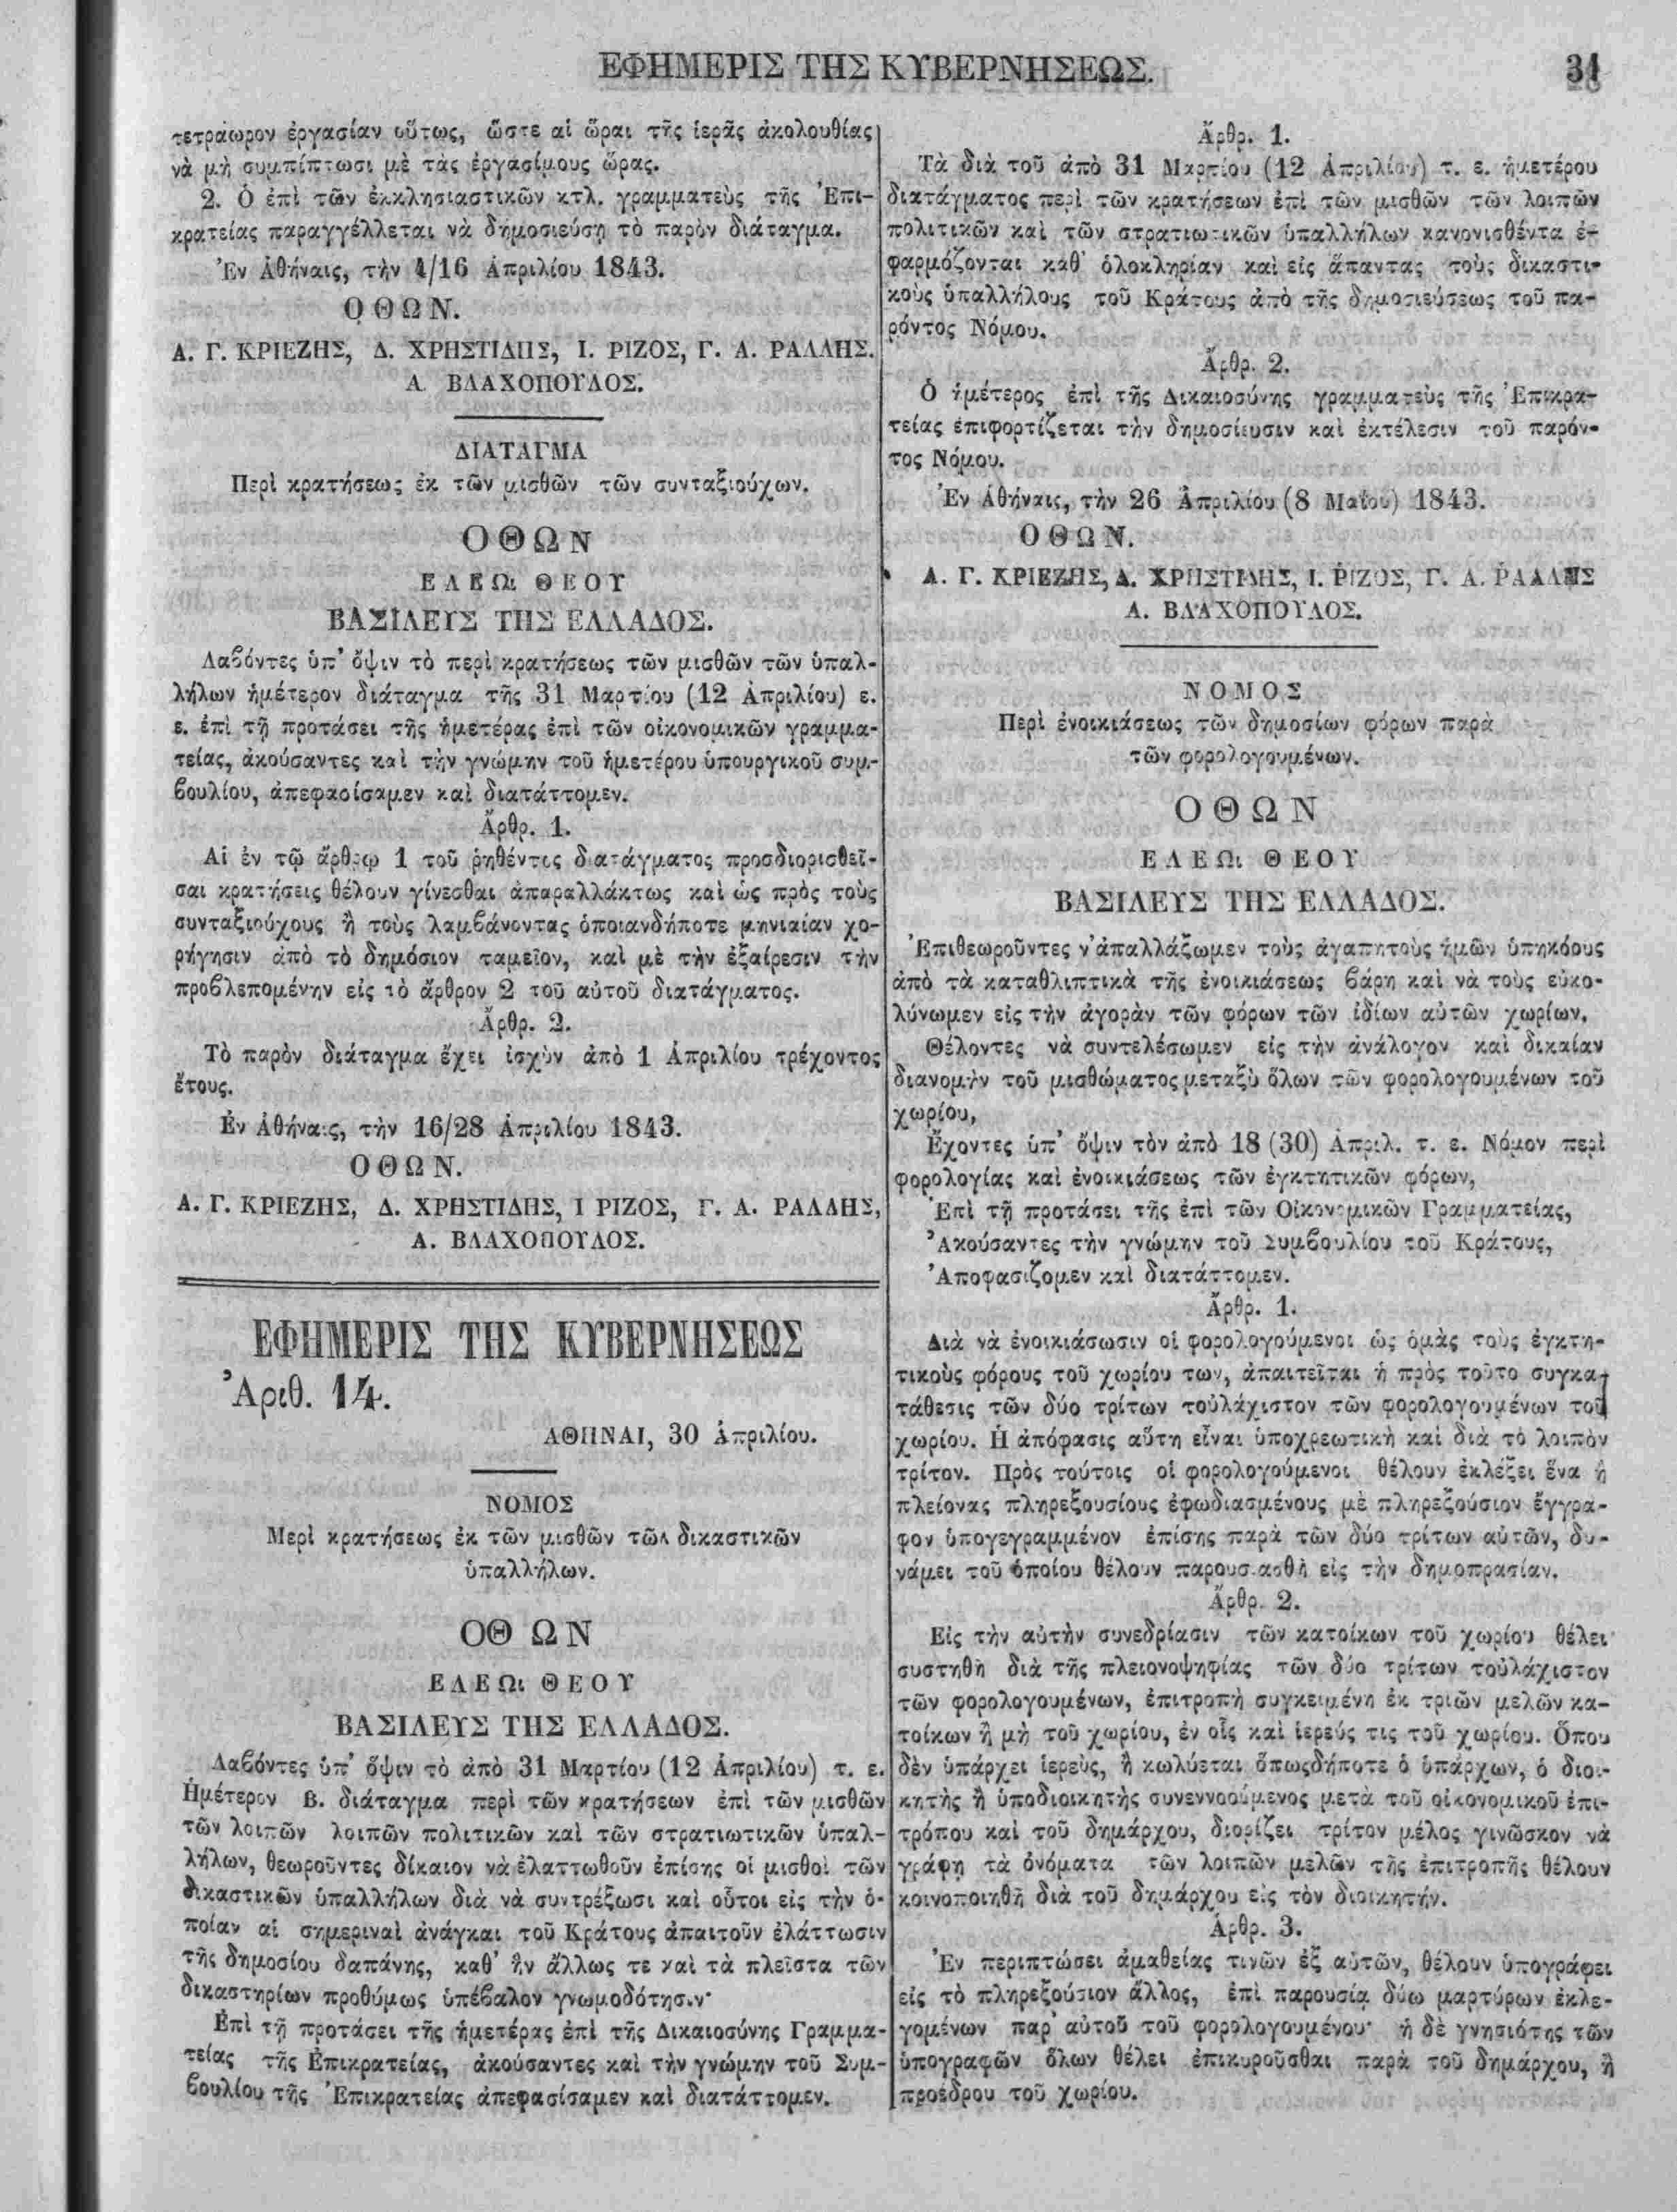 ΕΦΗΜΕΡΙΣ ΤΗΣ ΚΥΒΕΡΝΗΣΕΩΣ.
31
τετράωρον ἐργασίαν οὕτως, ὥστε αἱ ὧραι τῆς ἱερᾶς ἀκολουθίας
νὰ μὴ συμπίπτωσι μὲ τὰς ἐργασίμους ὥρας.
2. Ὁ ἐπὶ τῶν ἐκκλησιαστικῶν κτλ. γραμματεὺς τῆς Ἐπι-
κρατείας παραγγέλλεται νὰ δημοσιεύσῃ τὸ παρὸν διάταγμα.
Ἐν Ἀθήναις, τὴν 4/16 Ἀπριλίου 1843.
ΟΘΩΝ.
Α. Γ. ΚΡΙΕΖΗΣ, Δ. ΧΡΗΣΤΙΔΗΣ, Ι. ΡΙΖΟΣ, Γ. Α. ΡΑΛΛΗΣ.
Α. ΒΛΑΧΟΠΟΥΛΟΣ.
ΔΙΑΤΑΓΜΑ
Περὶ κρατήσεως ἐκ τῶν μισθῶν τῶν συνταξιούχων.
ΟΘΩΝ
ΕΛΕΩι ΘΕΟΥ
ΒΑΣΙΛΕΥΣ ΤΗΣ ΕΛΛΑΔΟΣ.
Λαβόντες ὑπ' ὄψιν τὸ περὶ κρατήσεως τῶν μισθῶν τῶν ὑπαλ-
λήλων ἡμέτερον διάταγμα τῆς 31 Μαρτίου (12 Ἀπριλίου) ε.
ε. ἐπὶ τῇ προτάσει τῆς ἡμετέρας ἐπὶ τῶν οἰκονομικῶν γραμμα-
τείας, ἀκούσαντες καὶ τὴν γνώμην τοῦ ἡμετέρου ὑπουργικοῦ συμ-
βουλίου, ἀπεφασίσαμεν καὶ διατάττομεν.
Ἄρθρ. 1.
Αἱ ἐν τῷ ἄρθρῳ 1 τοῦ ῥηθέντος διατάγματος προσδιορισθεῖ-
σαι κρατήσεις θέλουν γίνεσθαι ἀπαραλλάκτως καὶ ὡς πρὸς τοὺς
συνταξιούχους ἢ τοὺς λαμβάνοντας ὁποιανδήποτε μηνιαίαν χο-
ρήγησιν ἀπὸ τὸ δημόσιον ταμεῖον, καὶ μὲ τὴν ἐξαίρεσιν τὴν
προβλεπομένην εἰς τὸ ἄρθρον 2 τοῦ αὐτοῦ διατάγματος.
Ἄρθρ. 2.
Τὸ παρὸν διάταγμα ἔχει ἰσχὺν ἀπὸ 1 Ἀπριλίου τρέχοντος
ἔτους.
Ἐν Ἀθήναις, τὴν 16/28 Ἀπριλίου 1843.
ΟΘΩΝ.
Α. Γ. ΚΡΙΕΖΗΣ, Δ. ΧΡΗΣΤΙΔΗΣ, Ι ΡΙΖΟΣ, Γ. Α. ΡΑΛΛΗΣ,
Α. ΒΛΑΧΟΠΟΥΛΟΣ.
ΕΦΗΜΕΡΙΣ ΤΗΣ ΚΥΒΕΡΝΗΣΕΩΣ
Ἀριθ. 14.
ΑΘΗΝΑΙ, 30 Ἀπριλίου.
ΝΟΜΟΣ
Μερὶ κρατήσεως ἐκ τῶν μισθῶν τῶν δικαστικῶν
ὑπαλλήλων.
ΟΘΩΝ
ΕΛΕΩι ΘΕΟΥ
ΒΑΣΙΛΕΥΣ ΤΗΣ ΕΛΛΑΔΟΣ.
Λαβόντες ὑπ' ὄψιν τὸ ἀπὸ 31 Μαρτίου (12 Ἀπριλίου) τ. ε.
Ἡμέτερον Β. διάταγμα περὶ τῶν κρατήσεων ἐπὶ τῶν μισθῶν
τῶν λοιπῶν λοιπῶν πολιτικῶν καὶ τῶν στρατιωτικῶν ὑπαλ-
λήλων, θεωροῦντες δίκαιον νὰ ἐλαττωθοῦν ἐπίσης οἱ μισθοὶ τῶν
δικαστικῶν ὑπαλλήλων διὰ νὰ συντρέξωσι καὶ οὗτοι εἰς τὴν ὁ-
ποίαν αἱ σημεριναὶ ἀνάγκαι τοῦ Κράτους ἀπαιτοῦν ἐλάττωσιν
τῆς δημοσίου δαπάνης, καθ' ἣν ἄλλως τε καὶ τὰ πλεῖστα τῶν
δικαστηρίων προθύμως ὑπέβαλον γνωμοδότησιν·
Ἐπὶ τῇ προτάσει τῆς ἡμετέρας ἐπὶ τῆς Δικαιοσύνης Γραμμα-
τείας τῆς Ἐπικρατείας, ἀκούσαντες καὶ τὴν γνώμην τοῦ Συμ-
βουλίου τῆς Ἐπικρατείας ἀπεφασίσαμεν καὶ διατάττομεν.
Ἄρθρ. 1.
Τὰ διὰ τοῦ ἀπὸ 31 Μαρτίου (12 Ἀπριλίου) τ. ε. ἡμετέρου
διατάγματος περὶ τῶν κρατήσεων ἐπὶ τῶν μισθῶν τῶν λοιπῶν
πολιτικῶν καὶ τῶν στρατιωτικῶν ὑπαλλήλων κανονισθέντα ἐ-
φαρμόζονται καθ' ὁλοκληρίαν καὶ εἰς ἅπαντας τοὺς δικαστι-
κοὺς ὑπαλλήλους τοῦ Κράτους ἀπὸ τῆς δημοσιεύσεως τοῦ πα-
ρόντος Νόμου.
Ἄρθρ. 2.
Ὁ ἡμέτερος ἐπὶ τῆς Δικαιοσύνης γραμματεὺς τῆς Ἐπικρα-
τείας ἐπιφορτίζεται τὴν δημοσίευσιν καὶ ἐκτέλεσιν τοῦ παρόν-
τος Νόμου.
Ἐν Ἀθήναις, τὴν 26 Ἀπριλίου (8 Μαΐου) 1843.
ΟΘΩΝ.
Α. Γ. ΚΡΙΕΖΗΣ, Δ. ΧΡΗΣΤΙΔΗΣ, Ι. ΡΙΖΟΣ, Γ. Α. ΡΑΛΛΗΣ
Α. ΒΛΑΧΟΠΟΥΛΟΣ.
ΝΟΜΟΣ
Περὶ ἐνοικιάσεως τῶν δημοσίων φόρων παρὰ
τῶν φορολογουμένων.
ΟΘΩΝ
ΕΛΕΩι ΘΕΟΥ
ΒΑΣΙΛΕΥΣ ΤΗΣ ΕΛΛΑΔΟΣ.
Ἐπιθεωροῦντες ν' ἀπαλλάξωμεν τοὺς ἀγαπητοὺς ἡμῶν ὑπηκόους
ἀπὸ τὰ καταθλιπτικὰ τῆς ἐνοικιάσεως βάρη καὶ νὰ τοὺς εὐκο-
λύνωμεν εἰς τὴν ἀγορὰν τῶν φόρων τῶν ἰδίων αὐτῶν χωρίων,
Θέλοντες νὰ συντελέσωμεν εἰς τὴν ἀνάλογον καὶ δικαίαν
διανομὴν τοῦ μισθώματος μεταξὺ ὅλων τῶν φορολογουμένων τοῦ
χωρίου,
Ἔχοντες ὑπ' ὄψιν τὸν ἀπὸ 18 (30) Ἀπριλ. τ. ε. Νόμον περὶ
φορολογίας καὶ ἐνοικιάσεως τῶν ἐγκτητικῶν φόρων,
Ἐπὶ τῇ προτάσει τῆς ἐπὶ τῶν Οἰκονομικῶν Γραμματείας,
Ἀκούσαντες τὴν γνώμην τοῦ Συμβουλίου τοῦ Κράτους,
Ἀποφασίζομεν καὶ διατάττομεν.
Ἄρθρ. 1.
Διὰ νὰ ἐνοικιάσωσιν οἱ φορολογούμενοι ὡς ὁμὰς τοὺς ἐγκτη-
τικοὺς φόρους τοῦ χωρίου των, ἀπαιτεῖται ἡ πρὸς τοῦτο συγκα-
τάθεσις τῶν δύο τρίτων τοὐλάχιστον τῶν φορολογουμένων τοῦ
χωρίου. Ἡ ἀπόφασις αὕτη εἶναι ὑποχρεωτικὴ καὶ διὰ τὸ λοιπὸν
τρίτον. Πρὸς τούτοις οἱ φορολογούμενοι θέλουν ἐκλέξει ἕνα ἢ
πλείονας πληρεξουσίους ἐφωδιασμένους μὲ πληρεξούσιον ἔγγρα-
φον ὑπογεγραμμένον ἐπίσης παρὰ τῶν δύο τρίτων αὐτῶν, δυ-
νάμει τοῦ ὁποίου θέλουν παρουσιασθῆ εἰς τὴν δημοπρασίαν.
Ἄρθρ. 2.
Εἰς τὴν αὐτὴν συνεδρίασιν τῶν κατοίκων τοῦ χωρίου θέλει
συστηθῆ διὰ τῆς πλειονοψηφίας τῶν δύο τρίτων τοὐλάχιστον
τῶν φορολογουμένων, ἐπιτροπὴ συγκειμένη ἐκ τριῶν μελῶν κα-
τοίκων ἢ μὴ τοῦ χωρίου, ἐν οἷς καὶ ἱερεύς τις τοῦ χωρίου. Ὅπου
δὲν ὑπάρχει ἱερεὺς, ἢ κωλύεται ὁπωςδήποτε ὁ ὑπάρχων, ὁ διοι-
κητὴς ἢ ὑποδιοικητὴς συνεννοούμενος μετὰ τοῦ οἰκονομικοῦ ἐπι-
τρόπου καὶ τοῦ δημάρχου, διορίζει τρίτον μέλος γινῶσκον νὰ
γράφῃ τὰ ὀνόματα τῶν λοιπῶν μελῶν τῆς ἐπιτροπῆς θέλουν
κοινοποιηθῆ διὰ τοῦ δημάρχου εἰς τὸν διοικητήν.
Ἄρθρ. 3.
Ἐν περιπτώσει ἀμαθείας τινῶν ἐξ αὐτῶν, θέλουν ὑπογράφει
εἰς τὸ πληρεξούσιον ἄλλος, ἐπὶ παρουσίᾳ δύω μαρτύρων ἐκλε-
γομένων παρ' αὐτοῦ τοῦ φορολογουμένου· ἡ δὲ γνησιότης τῶν
ὑπογραφῶν ὅλων θέλει ἐπικυροῦσθαι παρὰ τοῦ δημάρχου, ἢ
προέδρου τοῦ χωρίου.